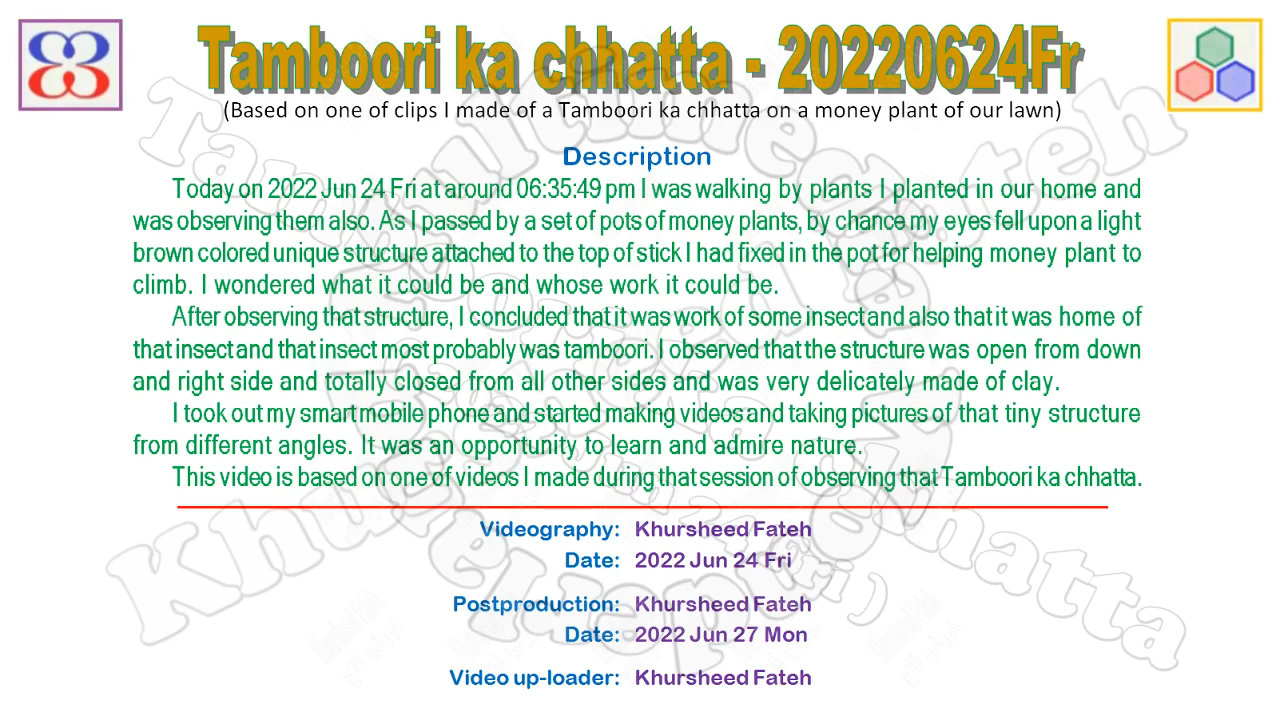 Tamboori ka chhatta - 20220624Fr
(Based on one of clips I made of a Tamboori ka chhatta on a money plant of our lawn)
Description
Today on 2022 Jun 24 Fri at around 06:35:49 pm I was walking by plants I planted in our home and
was observing them also. As I passed by a set of pots of money plants, by chance my eyes fell upon a light
brown colored unique structure attached to the top of stick I had fixed in the pot for helping money plant to
climb. I wondered what it could be and whose work it could be.
After observing that structure, I concluded that it was work of some insect and also that it was home of
that insect and that insect most probably was tamboori. I observed that the structure was open from down
and right side and totally closed from all other sides and was very delicately made of clay.
I took out my smart mobile phone and started making videos and taking pictures of that tiny structure
from different angles. It was an opportunity to learn and admire nature.
This video is based on one of videos I made during that session of observing that Tamboori ka chhatta.
Videography: Khursheed Fateh
Date: 2022 Jun 24 Fri
Postproduction: Khursheed Fateh
Date: 2022 Jun 27 Mon
Video up-loader: Khursheed Fateh